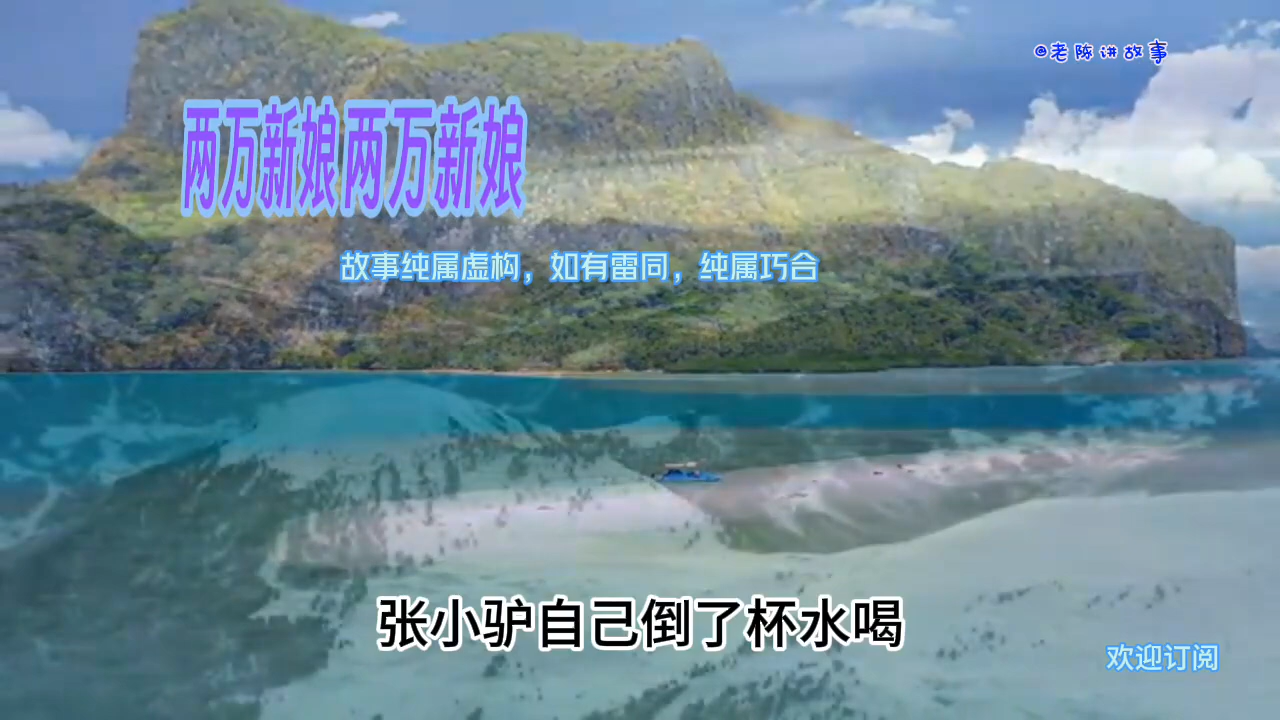 @老陈讲故事
两万新娘两万新娘
故事纯属虚构，如有雷同，纯属巧合
张小驴自己倒了杯水喝
欢迎订阅